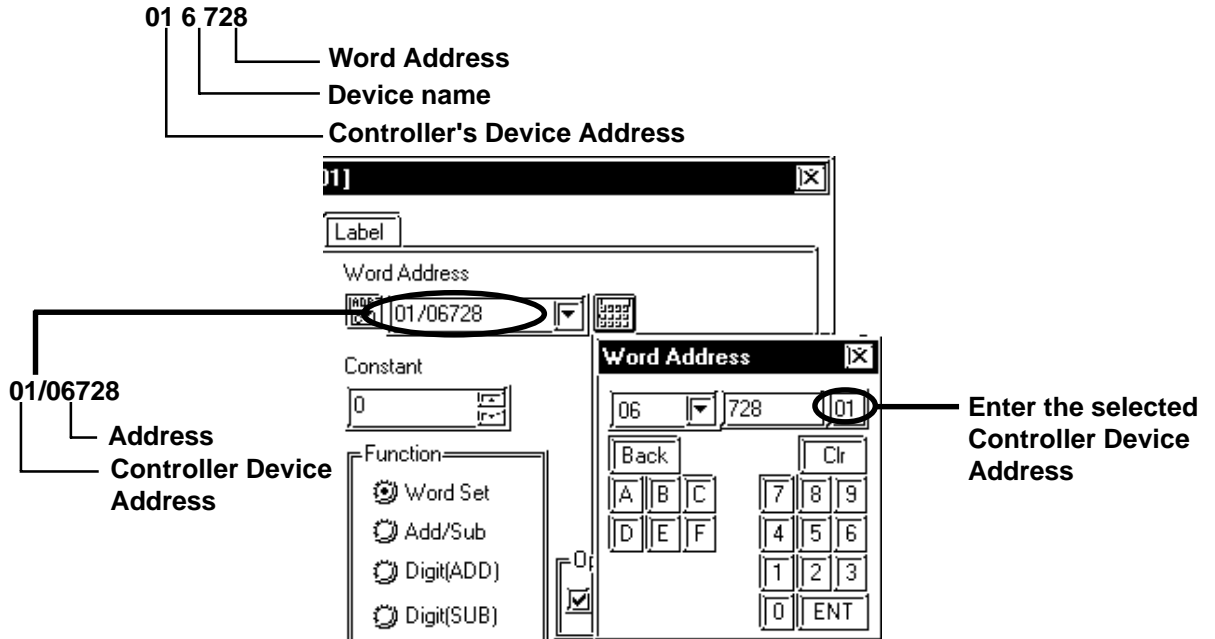 01 6 728
Word Address
Device name
Controller's Device Address
01]
Label
Word Address
01/06728
Constant
0
Function
Word Set
Add/Sub
Digit(ADD)
Digit(SUB)
Word Address
06 728 01
Back Clr
A B C 7 8 9
D E F 4 5 6
1 2 3
0 ENT
01/06728
Address
Controller Device
Address
Enter the selected
Controller Device
Address